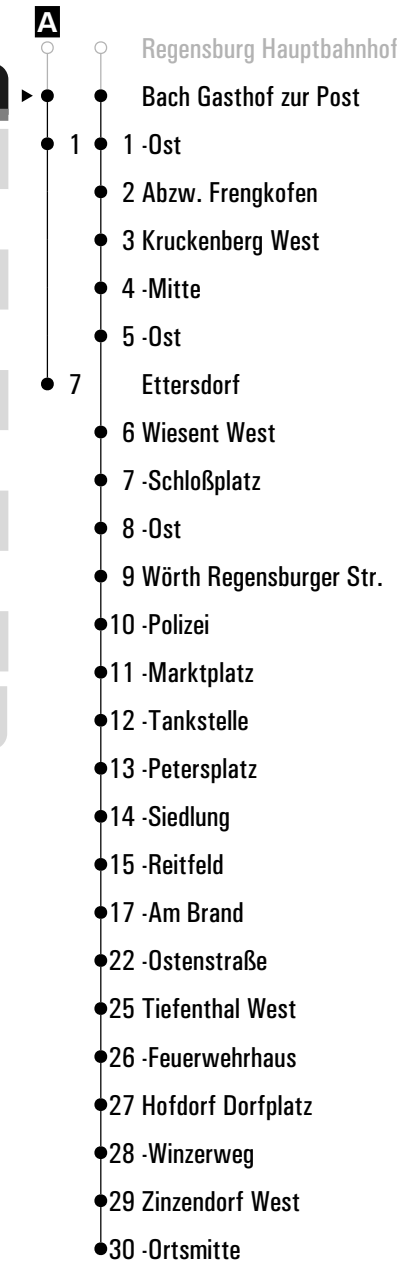 A
Regensburg Hauptbahnhof
Bach Gasthof zur Post
1 1 -Ost
2 Abzw. Frengkofen
3 Kruckenberg West
4 -Mitte
5 -Ost
7 Ettersdorf
6 Wiesent West
7 -Schloßplatz
8 -Ost
9 Wörth Regensburger Str.
10 -Polizei
11 -Marktplatz
12 -Tankstelle
13 -Petersplatz
14 -Siedlung
15 -Reitfeld
17 -Am Brand
22 -Ostenstraße
25 Tiefenthal West
26 -Feuerwehrhaus
27 Hofdorf Dorfplatz
28 -Winzerweg
29 Zinzendorf West
30 -Ortsmitte